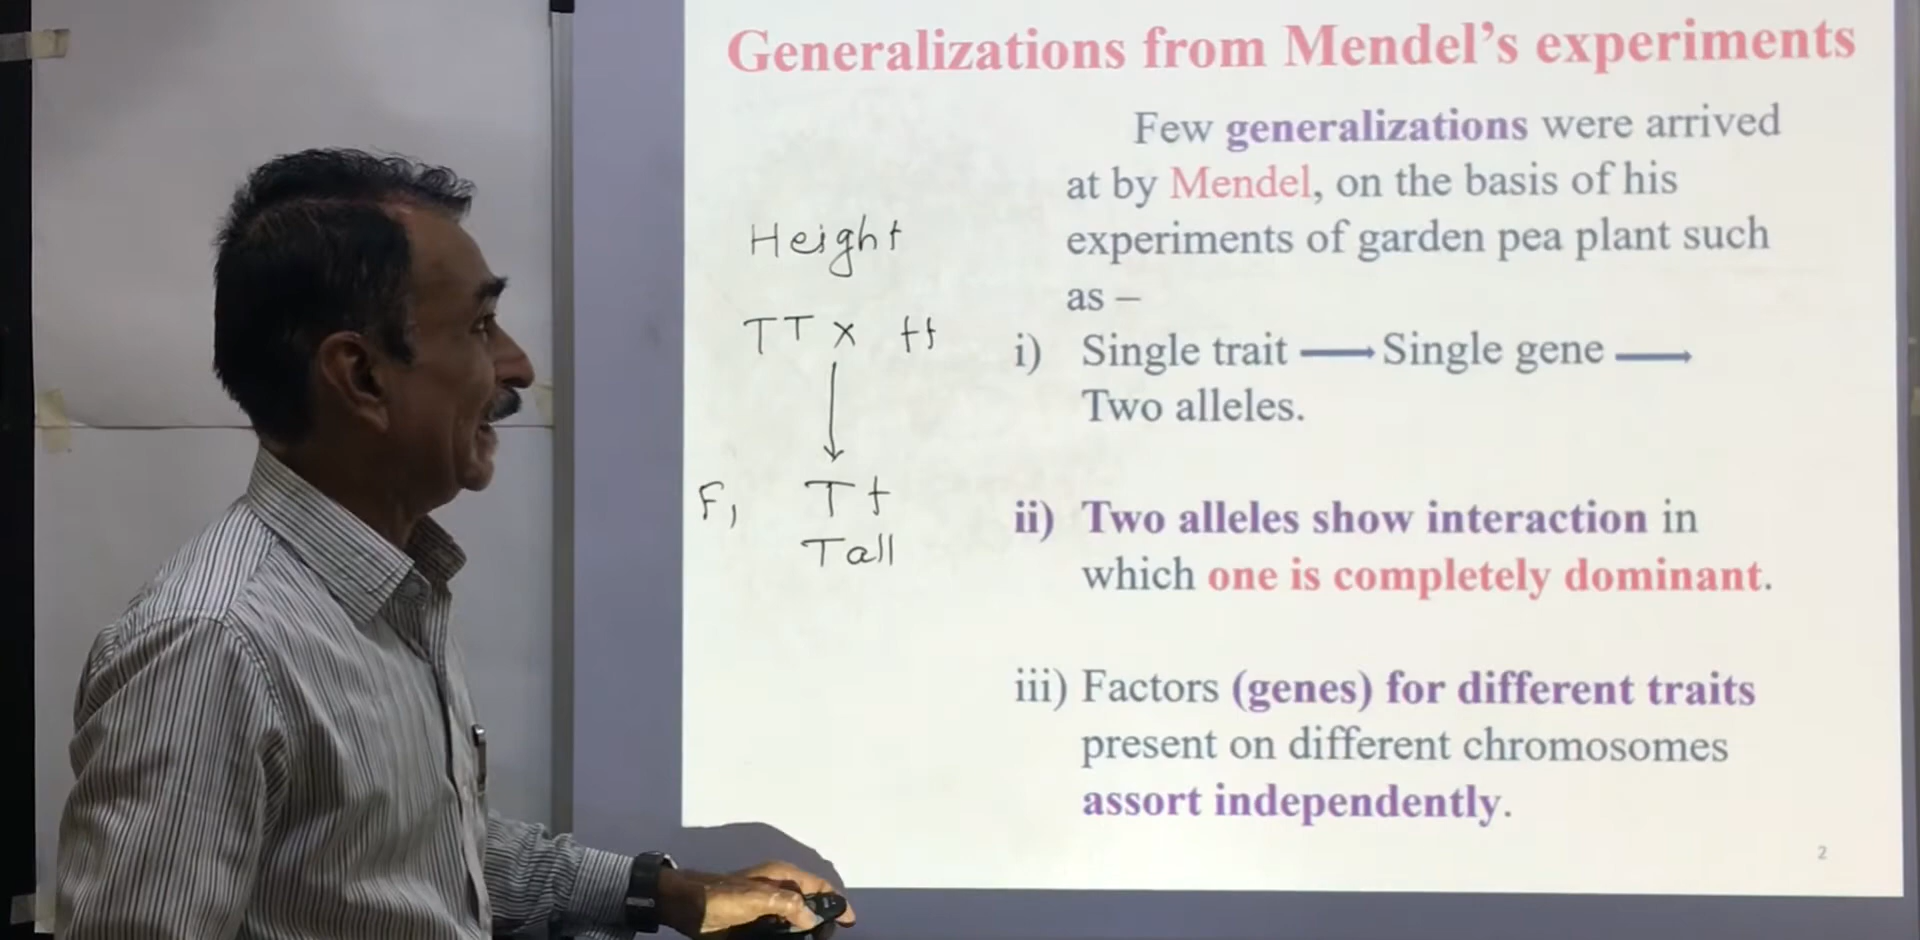 Generalizations from Mendel's experiments
Few generalizations were arrived
at by Mendel, on the basis of his
experiments of garden pea plant such
as –
i) Single trait ⟶ Single gene ⟶
Two alleles.
ii) Two alleles show interaction in
which one is completely dominant.
iii) Factors (genes) for different traits
present on different chromosomes
assort independently.
2
Height
TT x tt
↓
F₁ Tt
Tall